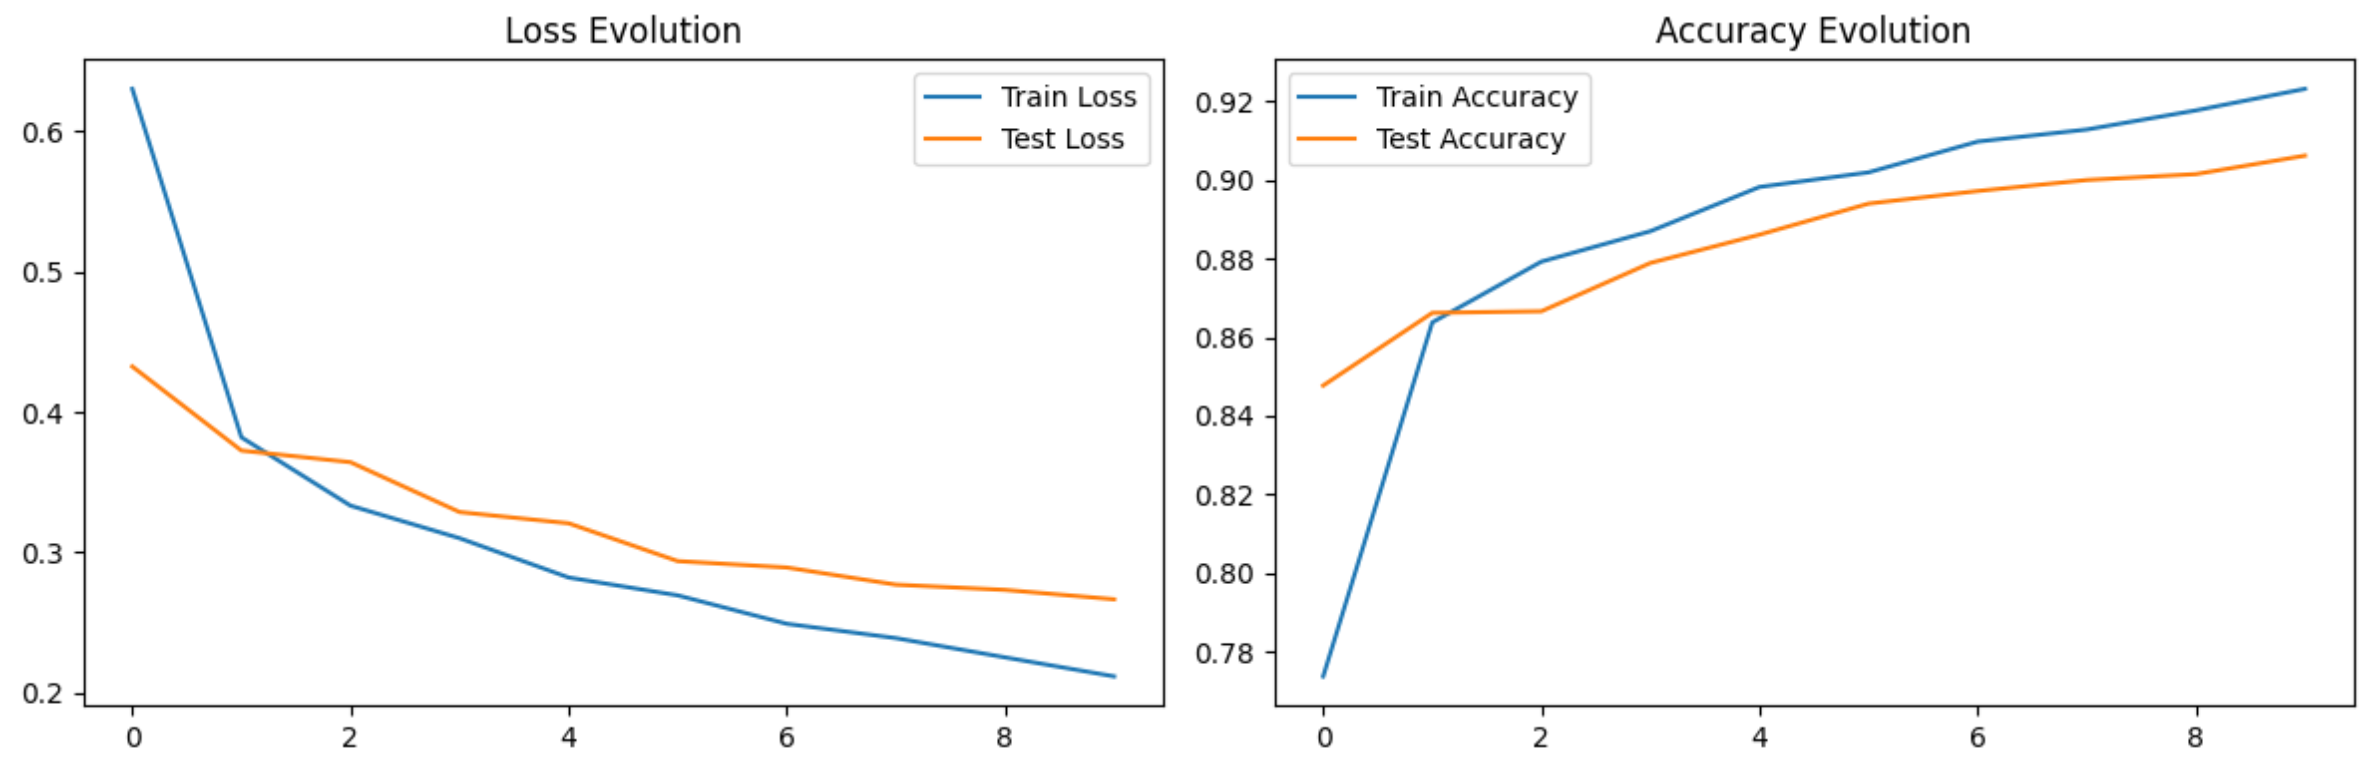 Loss Evolution
Train Loss
Test Loss
0.6
0.5
0.4
0.3
0.2
0 2 4 6 8
Accuracy Evolution
Train Accuracy
Test Accuracy
0.92
0.90
0.88
0.86
0.84
0.82
0.80
0.78
0 2 4 6 8